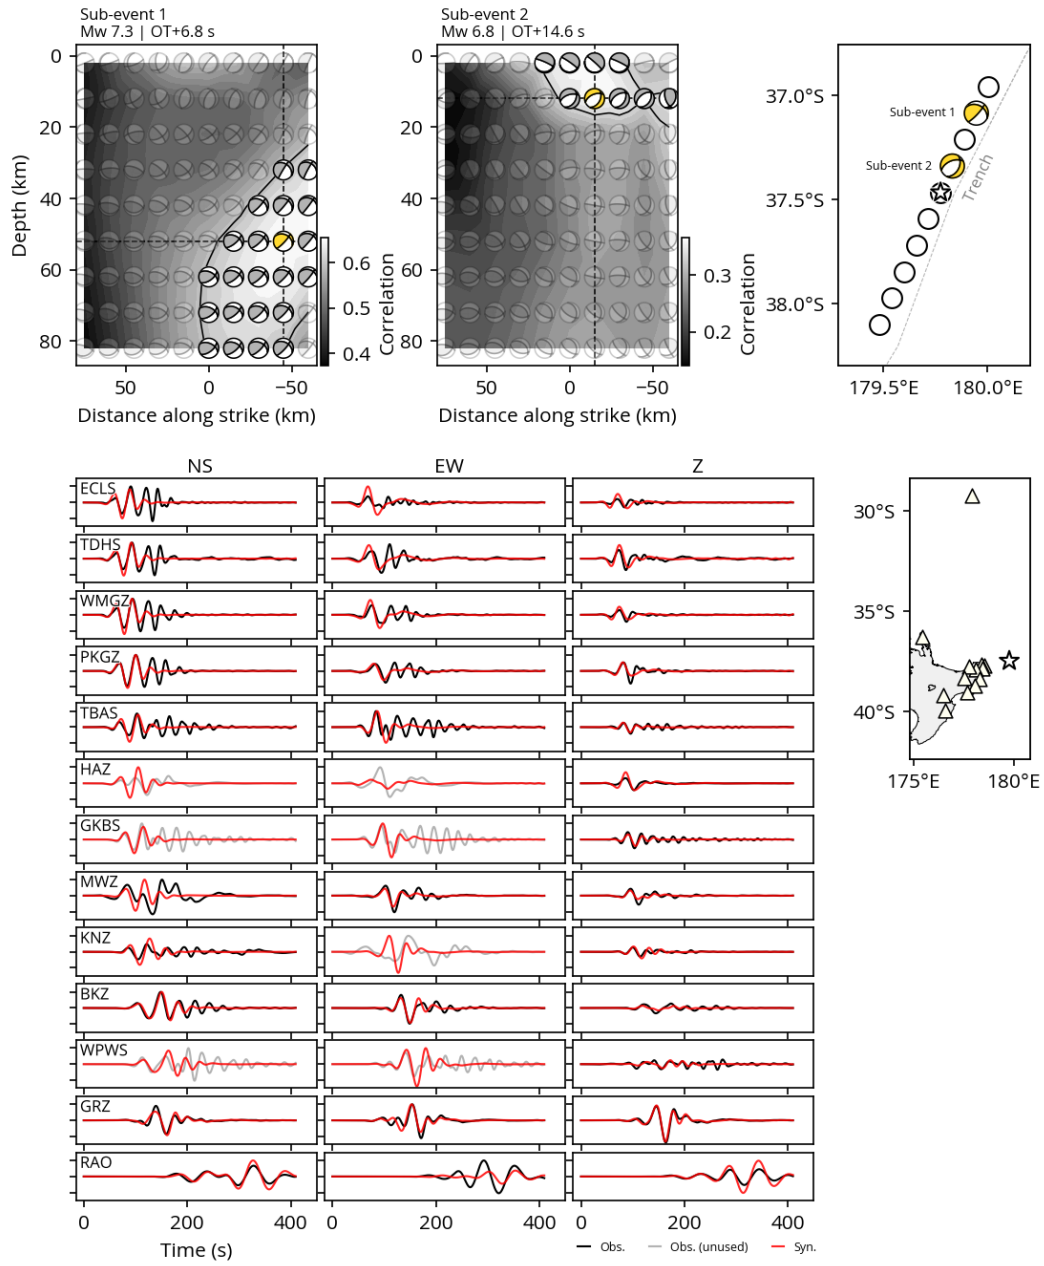 Sub-event 1
Mw 7.3 | OT+6.8 s
Sub-event 2
Mw 6.8 | OT+14.6 s
0
20
40
60
80
Depth (km)
50
0
−50
Distance along strike (km)
0.6
0.5
0.4
Correlation
0
20
40
60
80
50
0
−50
Distance along strike (km)
0.3
0.2
Correlation
37.0°S
37.5°S
38.0°S
Sub-event 1
Sub-event 2
Trench
179.5°E
180.0°E
NS
EW
Z
ECLS
TDHS
WMGZ
PKGZ
TBAS
HAZ
GKBS
MWZ
KNZ
BKZ
WPWS
GRZ
RAO
0
200
400
0
200
400
0
200
400
Time (s)
Obs.
Obs. (unused)
Syn.
30°S
35°S
40°S
175°E
180°E